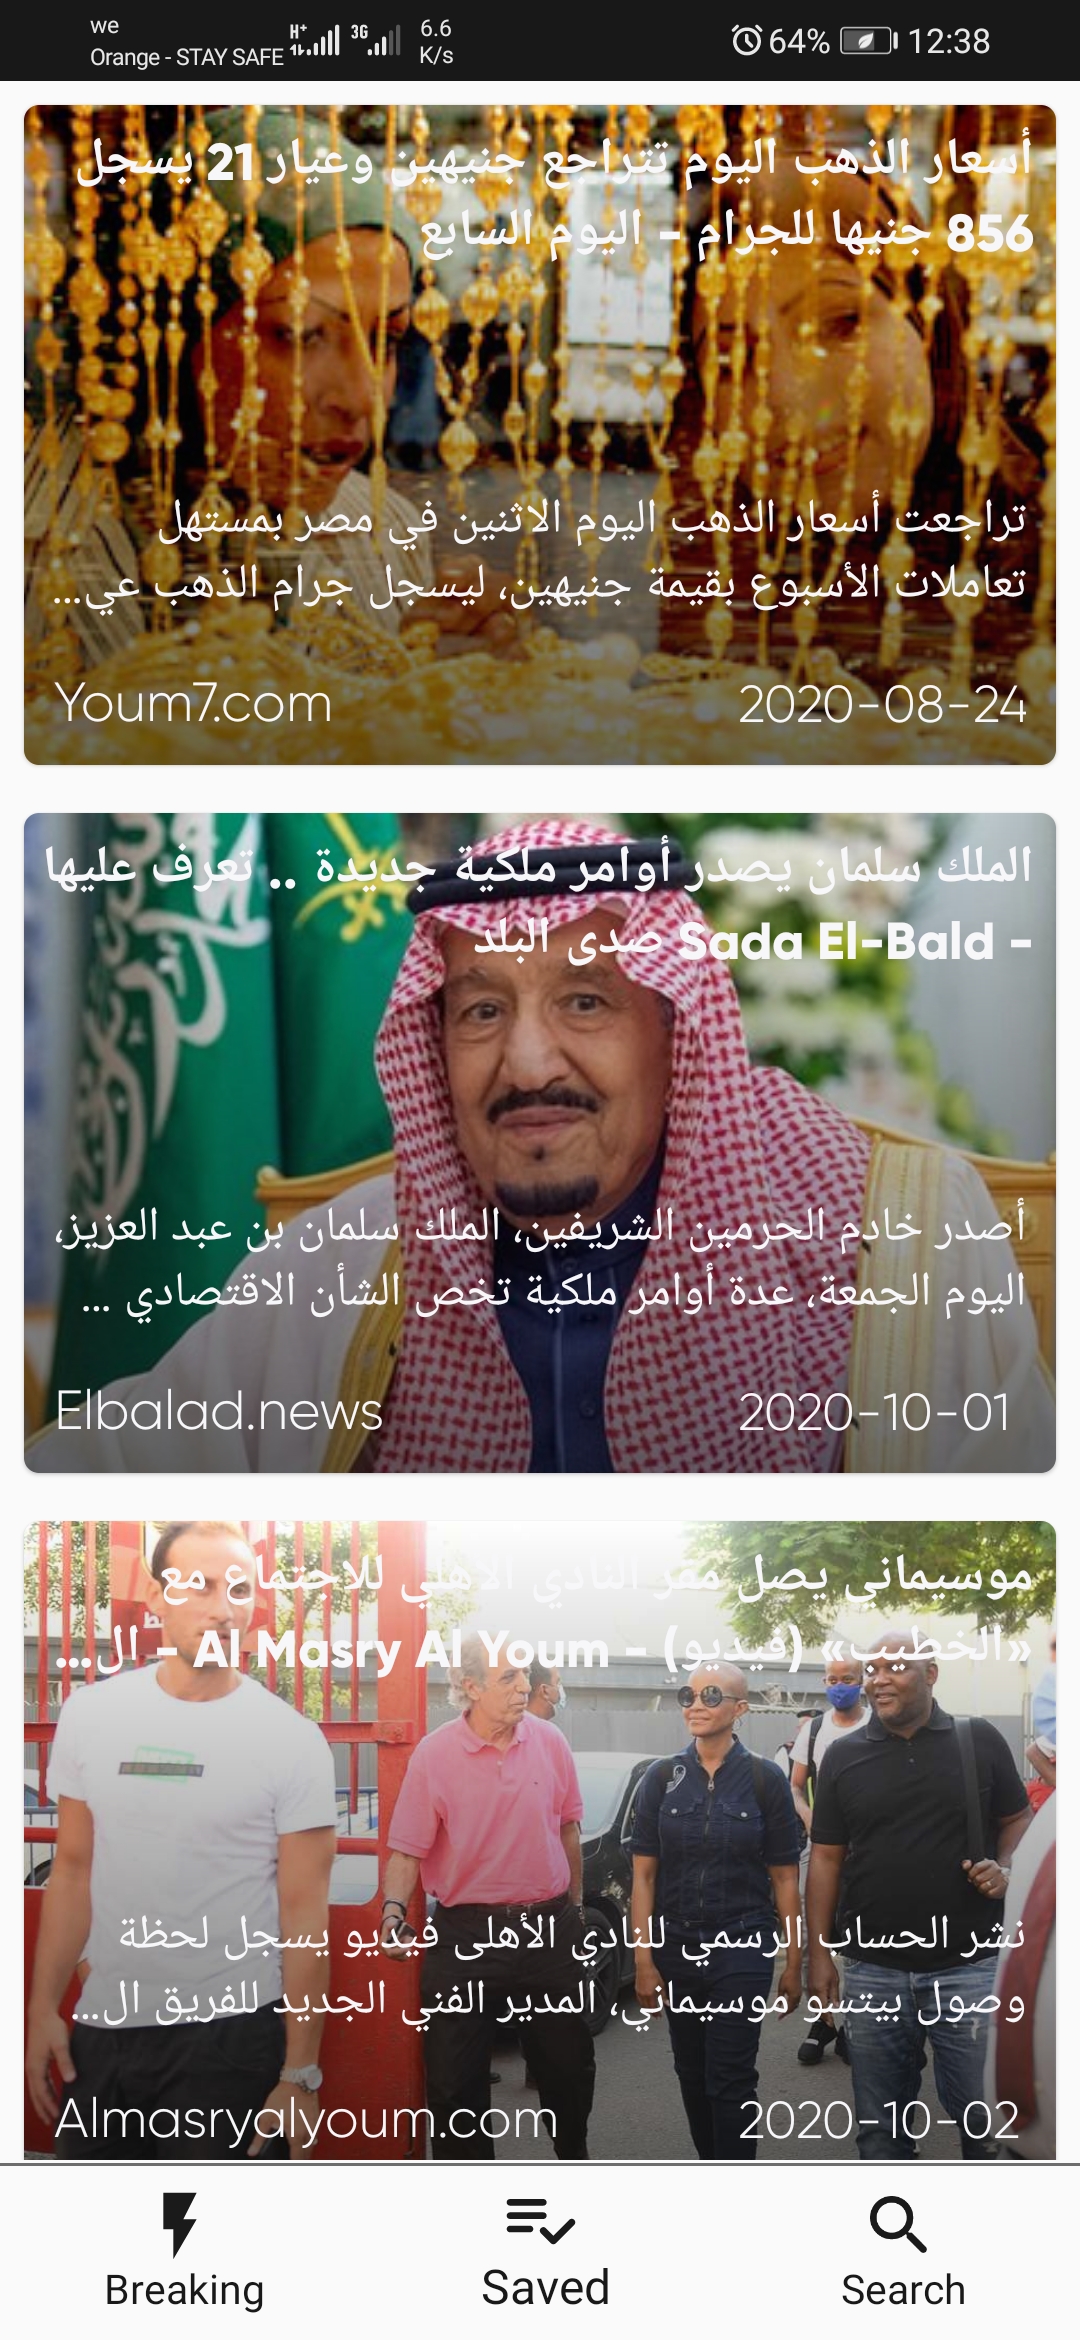 we
Orange - STAY SAFE
H+
3G
6.6
K/s
64%
12:38
أسعار الذهب اليوم تتراجع جنيهين وعيار 21 يسجل
856 جنيها للجرام - اليوم السابع
تراجعت أسعار الذهب اليوم الاثنين في مصر بمستهل
تعاملات الأسبوع بقيمة جنيهين، ليسجل جرام الذهب عي...
Youm7.com
2020-08-24
الملك سلمان يصدر أوامر ملكية جديدة .. تعرف عليها
- Sada El-Bald صدى البلد
أصدر خادم الحرمين الشريفين، الملك سلمان بن عبد العزيز،
اليوم الجمعة، عدة أوامر ملكية تخص الشأن الاقتصادي ...
Elbalad.news
2020-10-01
موسيماني يصل مقر النادي الأهلي للاجتماع مع
«الخطيب» (فيديو) - Al Masry Al Youm - ال...
نشر الحساب الرسمي للنادي الأهلى فيديو يسجل لحظة
وصول بيتسو موسيماني، المدير الفني الجديد للفريق ال...
Almasryalyoum.com
2020-10-02
Breaking
Saved
Search